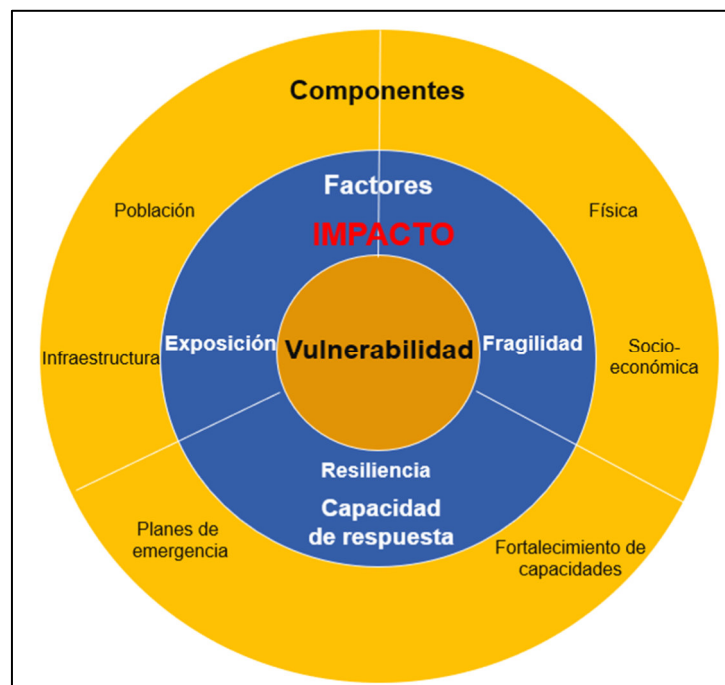 Componentes
Factores
IMPACTO
Población
Física
Infraestructura
Exposición
Vulnerabilidad
Fragilidad
Socio-
económica
Resiliencia
Capacidad
de respuesta
Planes de
emergencia
Fortalecimiento de
capacidades